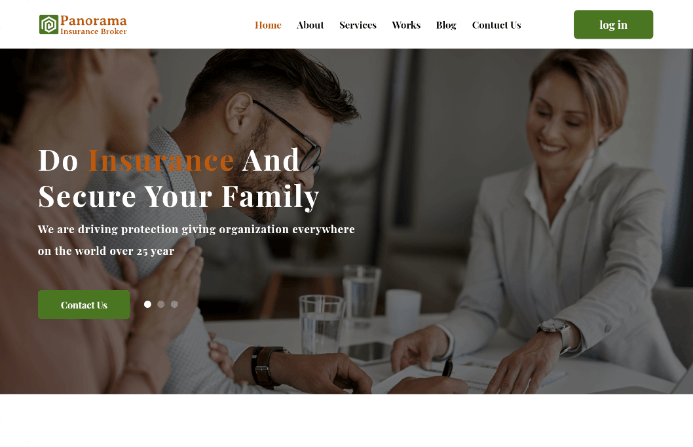 Panorama
Insurance Broker
Home About Services Works Blog Contuct Us
log in
Do Insurance And
Secure Your Family
We are driving protection giving organization everywhere
on the world over 25 year
Contact Us